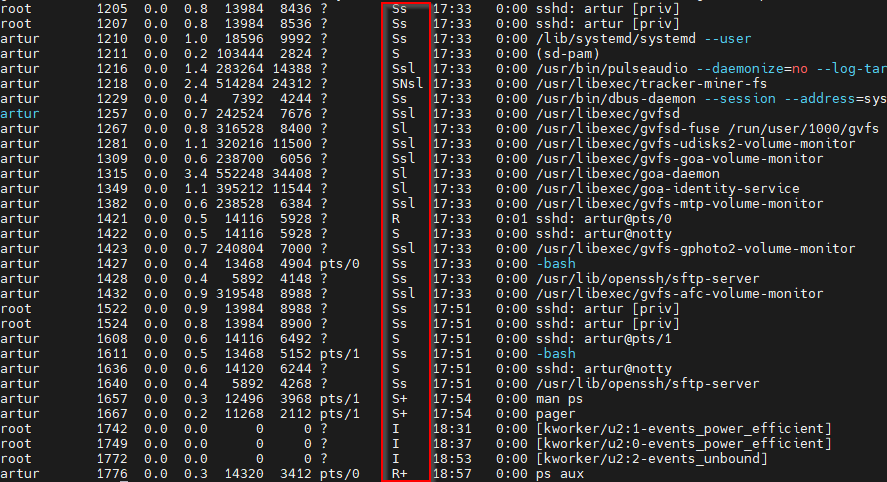 root 1205 0.0 0.8 13984 8436 ? Ss 17:33 0:00 sshd: artur [priv]
root 1207 0.0 0.8 13984 8536 ? Ss 17:33 0:00 sshd: artur [priv]
artur 1210 0.0 1.0 18596 9992 ? Ss 17:33 0:00 /lib/systemd/systemd --user
artur 1211 0.0 0.2 103444 2824 ? S 17:33 0:00 (sd-pam)
artur 1216 0.0 1.4 283264 14388 ? Ssl 17:33 0:00 /usr/bin/pulseaudio --daemonize=no --log-tar
artur 1218 0.0 2.4 514284 24312 ? SNsl 17:33 0:00 /usr/libexec/tracker-miner-fs
artur 1229 0.0 0.4 7392 4244 ? Ss 17:33 0:00 /usr/bin/dbus-daemon --session --address=sys
artur 1257 0.0 0.7 242524 7676 ? Ssl 17:33 0:00 /usr/libexec/gvfsd
artur 1267 0.0 0.8 316528 8400 ? Sl 17:33 0:00 /usr/libexec/gvfsd-fuse /run/user/1000/gvfs
artur 1281 0.0 1.1 320216 11500 ? Ssl 17:33 0:00 /usr/libexec/gvfs-udisks2-volume-monitor
artur 1309 0.0 0.6 238700 6056 ? Ssl 17:33 0:00 /usr/libexec/gvfs-goa-volume-monitor
artur 1315 0.0 3.4 552248 34408 ? Sl 17:33 0:00 /usr/libexec/goa-daemon
artur 1349 0.0 1.1 395212 11544 ? Sl 17:33 0:00 /usr/libexec/goa-identity-service
artur 1382 0.0 0.6 238528 6384 ? Ssl 17:33 0:00 /usr/libexec/gvfs-mtp-volume-monitor
artur 1421 0.0 0.5 14116 5928 ? R 17:33 0:01 sshd: artur@pts/0
artur 1422 0.0 0.5 14116 5928 ? S 17:33 0:00 sshd: artur@notty
artur 1423 0.0 0.7 240804 7000 ? Ssl 17:33 0:00 /usr/libexec/gvfs-gphoto2-volume-monitor
artur 1427 0.0 0.4 13468 4904 pts/0 Ss 17:33 0:00 -bash
artur 1428 0.0 0.4 5892 4148 ? Ss 17:33 0:00 /usr/lib/openssh/sftp-server
artur 1432 0.0 0.9 319548 8988 ? Ssl 17:33 0:00 /usr/libexec/gvfs-afc-volume-monitor
root 1522 0.0 0.9 13984 8988 ? Ss 17:51 0:00 sshd: artur [priv]
root 1524 0.0 0.8 13984 8900 ? Ss 17:51 0:00 sshd: artur [priv]
artur 1608 0.0 0.6 14116 6492 ? S 17:51 0:00 sshd: artur@pts/1
artur 1611 0.0 0.5 13468 5152 pts/1 Ss 17:51 0:00 -bash
artur 1636 0.0 0.6 14120 6244 ? S 17:51 0:00 sshd: artur@notty
artur 1640 0.0 0.4 5892 4268 ? Ss 17:51 0:00 /usr/lib/openssh/sftp-server
artur 1657 0.0 0.3 12496 3968 pts/1 S+ 17:54 0:00 man ps
artur 1667 0.0 0.2 11268 2112 pts/1 S+ 17:54 0:00 pager
root 1742 0.0 0.0 0 0 ? I 18:31 0:00 [kworker/u2:1-events_power_efficient]
root 1749 0.0 0.0 0 0 ? I 18:37 0:00 [kworker/u2:0-events_power_efficient]
root 1772 0.0 0.0 0 0 ? I 18:53 0:00 [kworker/u2:2-events_unbound]
artur 1776 0.0 0.3 14320 3412 pts/0 R+ 18:57 0:00 ps aux